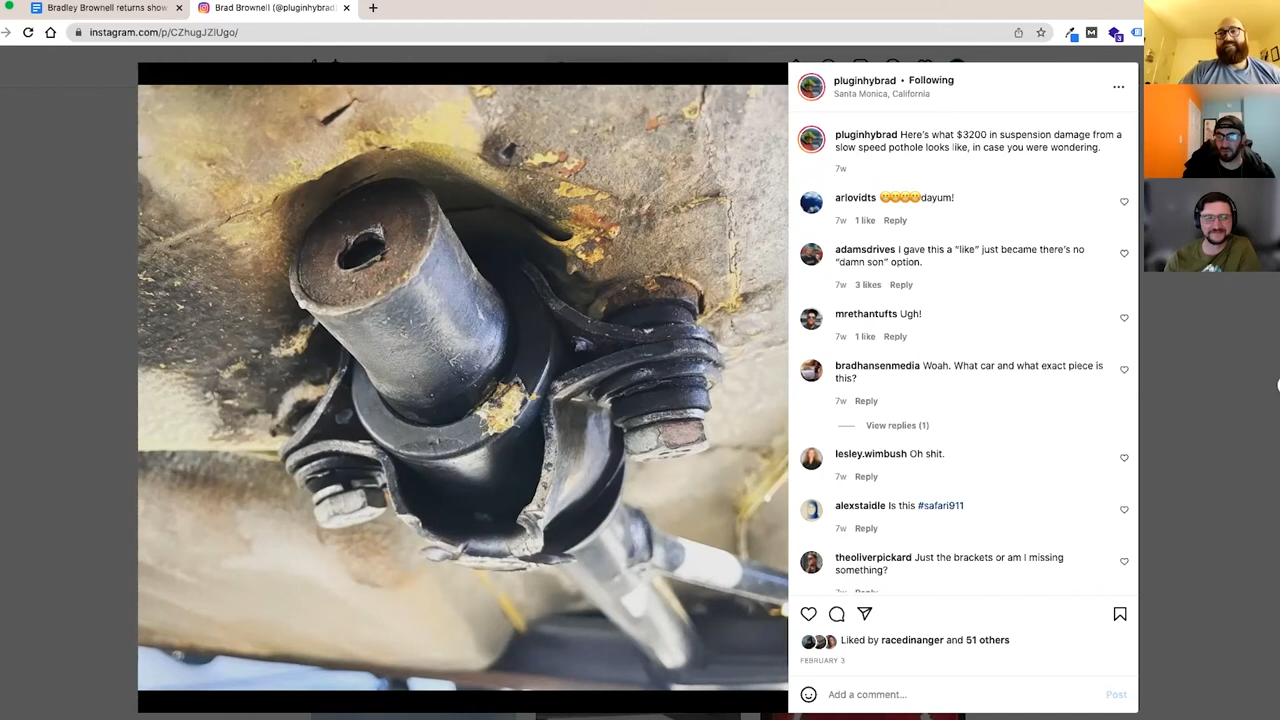 Bradley Brownell returns show
Brad Brownell (@pluginhybrad
instagram.com/p/CZhugJZlUgo/
pluginhybrad • Following
Santa Monica, California
pluginhybrad Here's what $3200 in suspension damage from a
slow speed pothole looks like, in case you were wondering.
7w
arlovidts 😁😁😁😁dayum!
7w 1 like Reply
adamsdrives I gave this a “like” just became there's no
“damn son” option.
7w 3 likes Reply
mrethantufts Ugh!
7w 1 like Reply
bradhansenmedia Woah. What car and what exact piece is
this?
7w Reply
View replies (1)
lesley.wimbush Oh shit.
7w Reply
alexstaidle Is this #safari911
7w Reply
theoliverpickard Just the brackets or am I missing
something?
7w Reply
Liked by racedinanger and 51 others
FEBRUARY 3
Add a comment...
Post